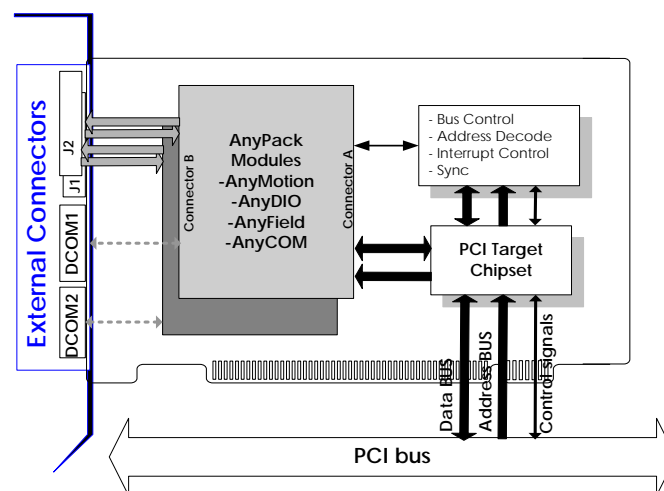 External Connectors
J2
J1
DCOM1
DCOM2
Connector B
AnyPack
Modules
-AnyMotion
-AnyDIO
-AnyField
-AnyCOM
Connector A
- Bus Control
- Address Decode
- Interrupt Control
- Sync
PCI Target
Chipset
Data BUS
Address BUS
Control signals
PCI bus